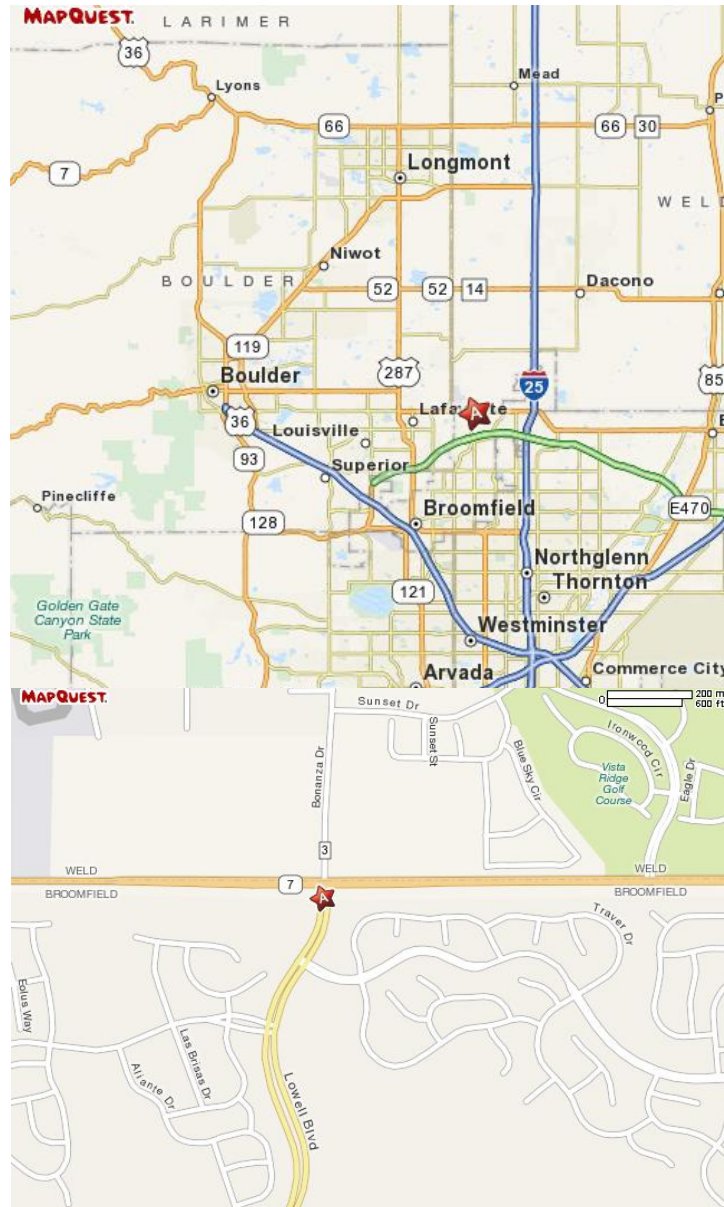 MAPQUEST.
LARIMER
36
Lyons
Mead
P
66
66
30
7
Longmont
WELD
Niwot
BOULDER
52
52
14
Dacono
119
287
25
85
Boulder
A
36
Louisville
Lafayette
93
Superior
Pinecliffe
E470
Broomfield
128
Northglenn
Thornton
121
Golden Gate
Canyon State
Park
Westminster
Arvada
Commerce City
MAPQUEST.
0
200 m
600 ft
Sunset Dr
Sunset St
Bonanza Dr
Blue Sky Cir
Ironwood Cir
Vista
Ridge
Golf
Course
Eagle Dr
3
WELD
WELD
7
BROOMFIELD
BROOMFIELD
A
Traver Dr
Eolus Way
Las Brisas Dr
Aliante Dr
Lowell Blvd